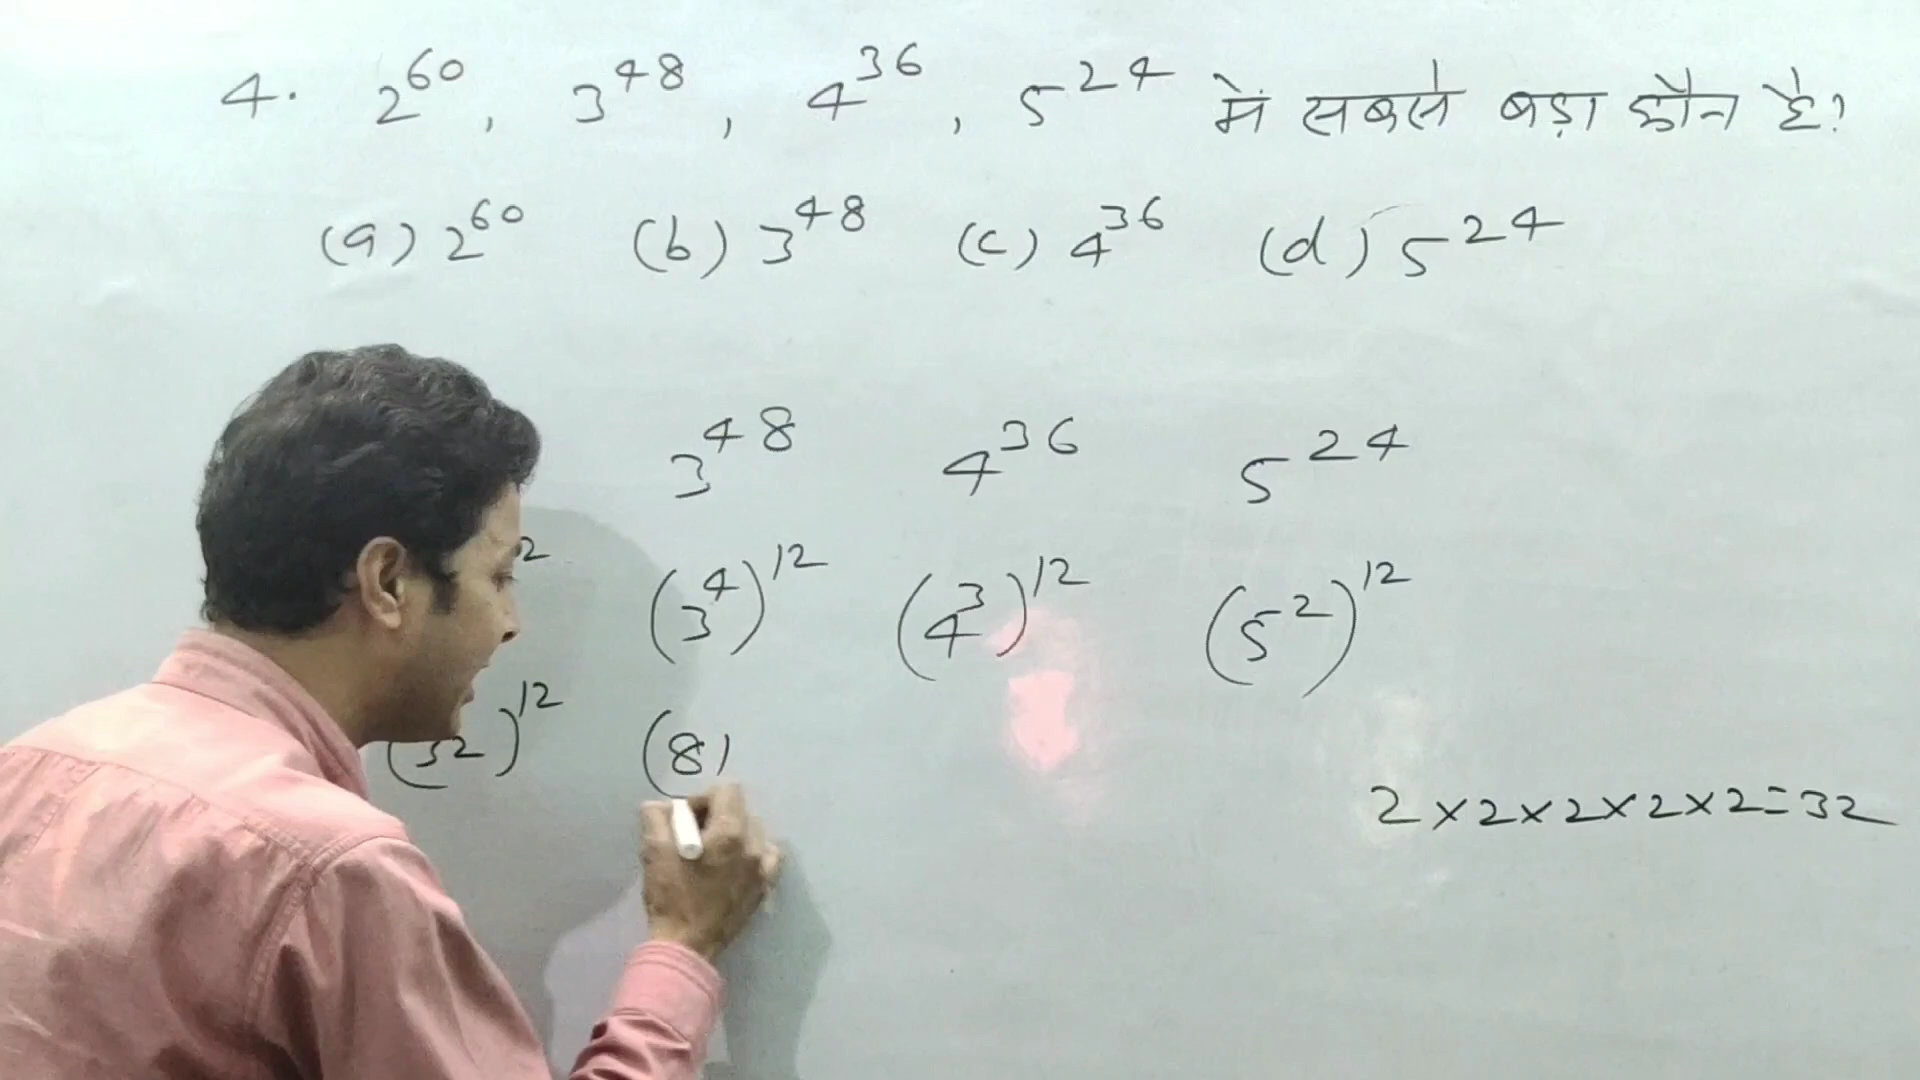 4. 2^60, 3^48, 4^36, 5^24 में सबसे बड़ा कौन है?
(a) 2^60 (b) 3^48 (c) 4^36 (d) 5^24
3^48 4^36 5^24
2 (3^4)^12 (4^3)^12 (5^2)^12
(32)^12 (81
2×2×2×2×2=32